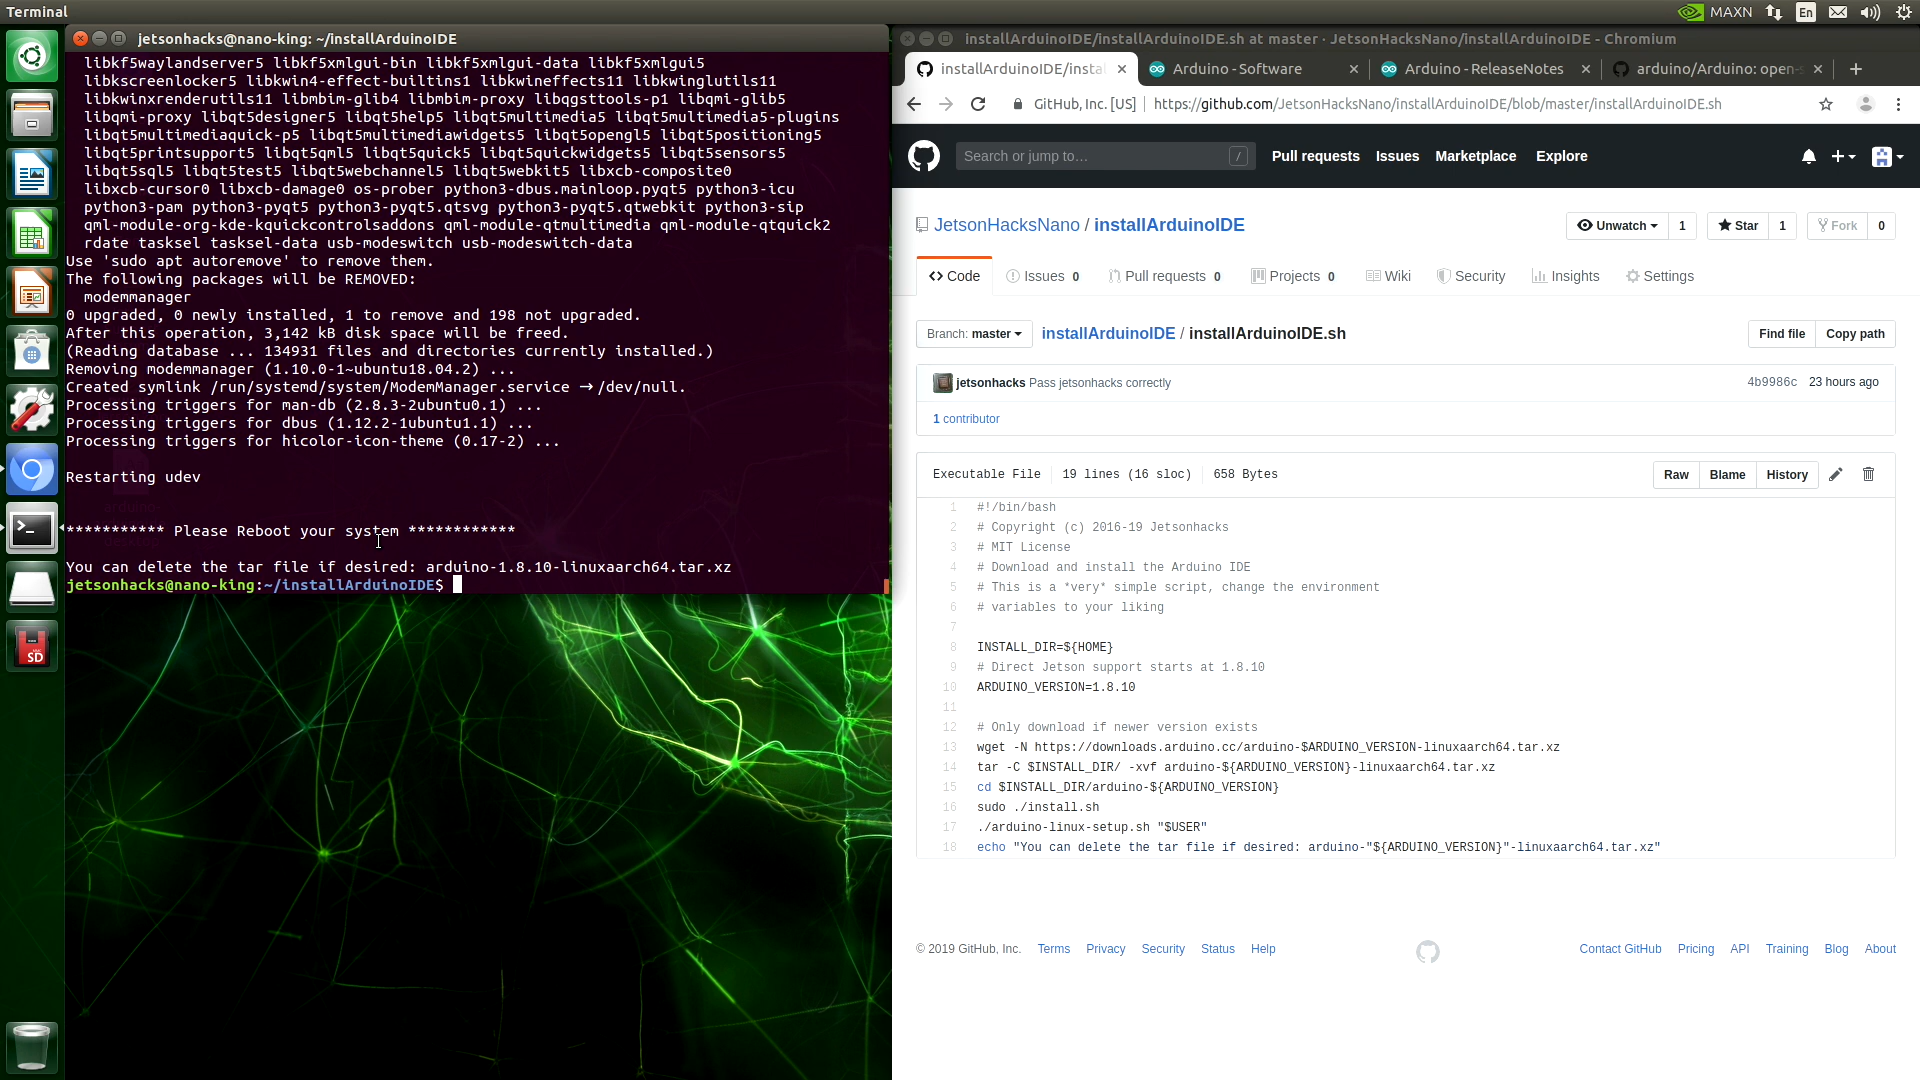 Terminal
MAXN
En
jetsonhacks@nano-king: ~/installArduinoIDE
libkf5waylandserver5 libkf5xmlgui-bin libkf5xmlgui-data libkf5xmlgui5
libkscreenlocker5 libkwin4-effect-builtins1 libkwineffects11 libkwinglutils11
libkwinxrenderutils11 libmbim-glib4 libmbim-proxy libqgsttools-p1 libqmi-glib5
libqmi-proxy libqt5designer5 libqt5help5 libqt5multimedia5 libqt5multimedia5-plugins
libqt5multimediaquick-p5 libqt5multimediawidgets5 libqt5opengl5 libqt5positioning5
libqt5printsupport5 libqt5qml5 libqt5quick5 libqt5quickwidgets5 libqt5sensors5
libqt5sql5 libqt5test5 libqt5webchannel5 libqt5webkit5 libxcb-composite0
libxcb-cursor0 libxcb-damage0 os-prober python3-dbus.mainloop.pyqt5 python3-icu
python3-pam python3-pyqt5 python3-pyqt5.qtsvg python3-pyqt5.qtwebkit python3-sip
qml-module-org-kde-kquickcontrolsaddons qml-module-qtmultimedia qml-module-qtquick2
rdate tasksel tasksel-data usb-modeswitch usb-modeswitch-data
Use 'sudo apt autoremove' to remove them.
The following packages will be REMOVED:
modemmanager
0 upgraded, 0 newly installed, 1 to remove and 198 not upgraded.
After this operation, 3,142 kB disk space will be freed.
(Reading database ... 134931 files and directories currently installed.)
Removing modemmanager (1.10.0-1~ubuntu18.04.2) ...
Created symlink /run/systemd/system/ModemManager.service → /dev/null.
Processing triggers for man-db (2.8.3-2ubuntu0.1) ...
Processing triggers for dbus (1.12.2-1ubuntu1.1) ...
Processing triggers for hicolor-icon-theme (0.17-2) ...
Restarting udev
*********** Please Reboot your system ************
You can delete the tar file if desired: arduino-1.8.10-linuxaarch64.tar.xz
jetsonhacks@nano-king:~/installArduinoIDE$
SD
installArduinoIDE/installArduinoIDE.sh at master · JetsonHacksNano/installArduinoIDE - Chromium
installArduinoIDE/instal
Arduino - Software
Arduino - ReleaseNotes
arduino/Arduino: open-s
GitHub, Inc. [US] https://github.com/JetsonHacksNano/installArduinoIDE/blob/master/installArduinoIDE.sh
Search or jump to… /
Pull requests Issues Marketplace Explore
JetsonHacksNano / installArduinoIDE
Unwatch 1 Star 1 Fork 0
Code Issues 0 Pull requests 0 Projects 0 Wiki Security Insights Settings
Branch: master installArduinoIDE / installArduinoIDE.sh Find file Copy path
jetsonhacks Pass jetsonhacks correctly 4b9986c 23 hours ago
1 contributor
Executable File 19 lines (16 sloc) 658 Bytes Raw Blame History
1 #!/bin/bash
2 # Copyright (c) 2016-19 Jetsonhacks
3 # MIT License
4 # Download and install the Arduino IDE
5 # This is a *very* simple script, change the environment
6 # variables to your liking
7
8 INSTALL_DIR=${HOME}
9 # Direct Jetson support starts at 1.8.10
10 ARDUINO_VERSION=1.8.10
11
12 # Only download if newer version exists
13 wget -N https://downloads.arduino.cc/arduino-$ARDUINO_VERSION-linuxaarch64.tar.xz
14 tar -C $INSTALL_DIR/ -xvf arduino-${ARDUINO_VERSION}-linuxaarch64.tar.xz
15 cd $INSTALL_DIR/arduino-${ARDUINO_VERSION}
16 sudo ./install.sh
17 ./arduino-linux-setup.sh "$USER"
18 echo "You can delete the tar file if desired: arduino-"${ARDUINO_VERSION}"-linuxaarch64.tar.xz"
© 2019 GitHub, Inc. Terms Privacy Security Status Help
Contact GitHub Pricing API Training Blog About